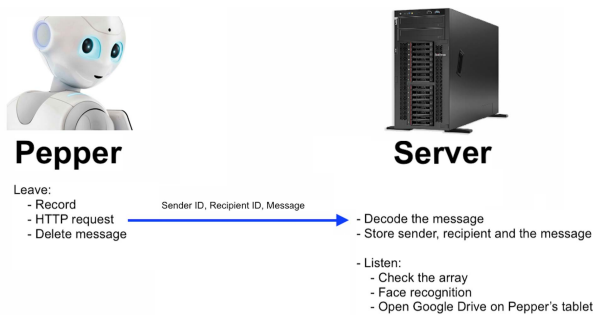 Pepper
Server
Leave:
- Record
- HTTP request
- Delete message
Sender ID, Recipient ID, Message
- Decode the message
- Store sender, recipient and the message
- Listen:
- Check the array
- Face recognition
- Open Google Drive on Pepper's tablet